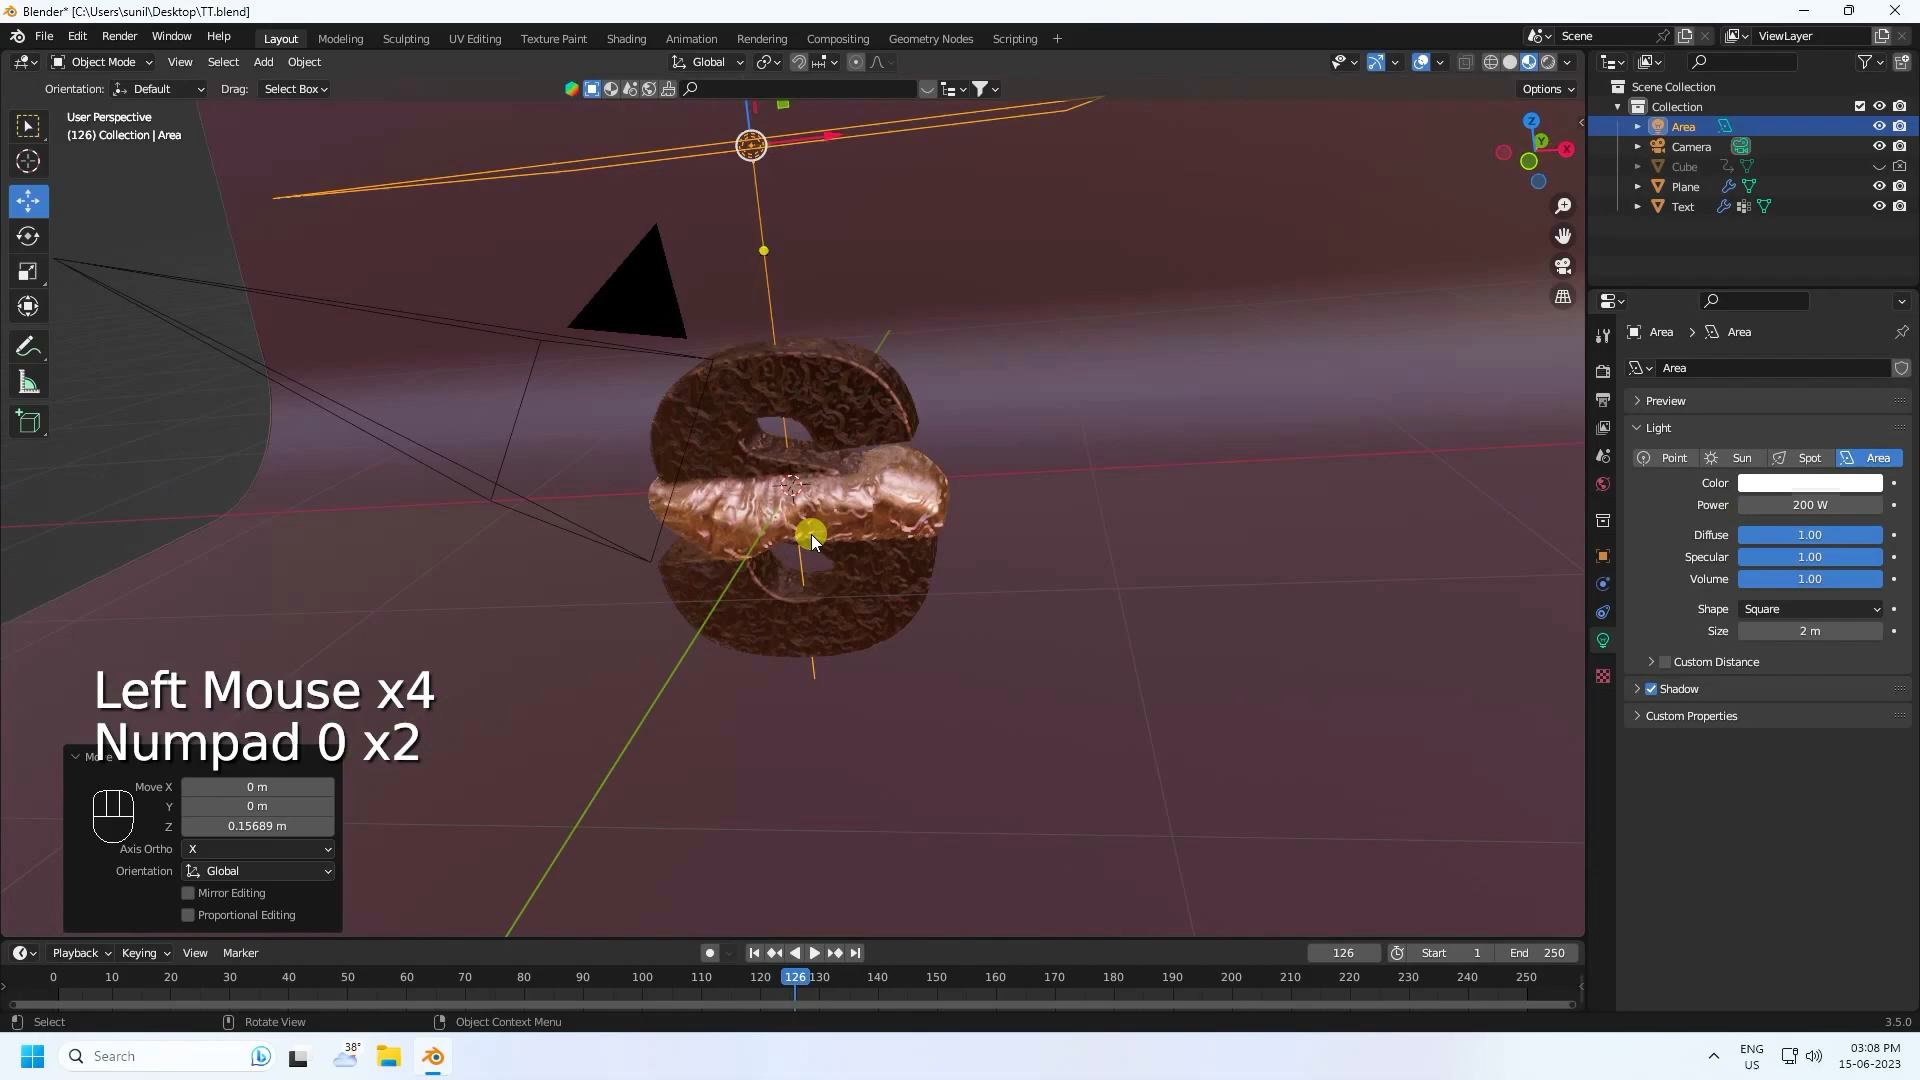 Blender* [C:\Users\sunil\Desktop\TT.blend]
File Edit Render Window Help
Layout Modeling Sculpting UV Editing Texture Paint Shading Animation Rendering Compositing Geometry Nodes Scripting +
Scene
ViewLayer
Object Mode View Select Add Object
Global
Orientation: Default Drag: Select Box
Options
User Perspective
(126) Collection | Area
Z
Y
X
Scene Collection
Collection
Area
Camera
Cube
Plane
Text
Area > Area
Area
Preview
Light
Point Sun Spot Area
Color
Power 200 W
Diffuse 1.00
Specular 1.00
Volume 1.00
Shape Square
Size 2 m
Custom Distance
Shadow
Custom Properties
Left Mouse x4
Numpad 0 x2
Move X 0 m
Y 0 m
Z 0.15689 m
Axis Ortho X
Orientation Global
Mirror Editing
Proportional Editing
Playback Keying View Marker
126 Start 1 End 250
0 10 20 30 40 50 60 70 80 90 100 110 120 126 130 140 150 160 170 180 190 200 210 220 230 240 250
Select Rotate View Object Context Menu
3.5.0
Search
38°
ENG
US
03:08 PM
15-06-2023